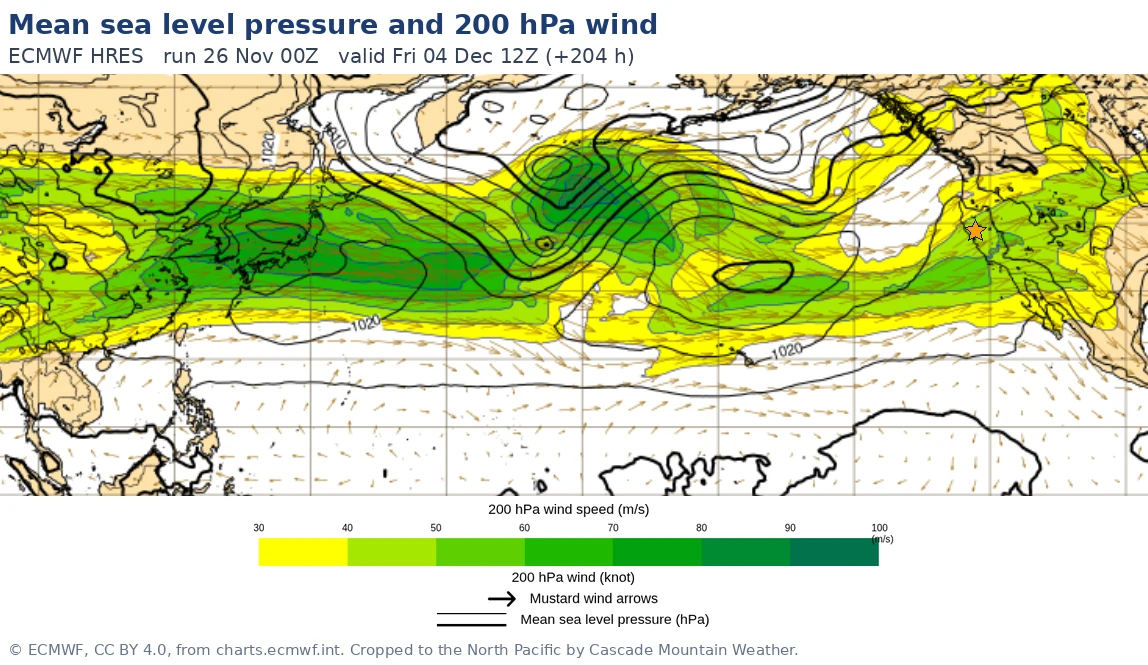 Mean sea level pressure and 200 hPa wind
ECMWF HRES run 26 Nov 00Z valid Fri 04 Dec 12Z (+204 h)
1020
1010
1020
1020
200 hPa wind speed (m/s)
30 40 50 60 70 80 90 100
(m/s)
200 hPa wind (knot)
Mustard wind arrows
Mean sea level pressure (hPa)
© ECMWF, CC BY 4.0, from charts.ecmwf.int. Cropped to the North Pacific by Cascade Mountain Weather.